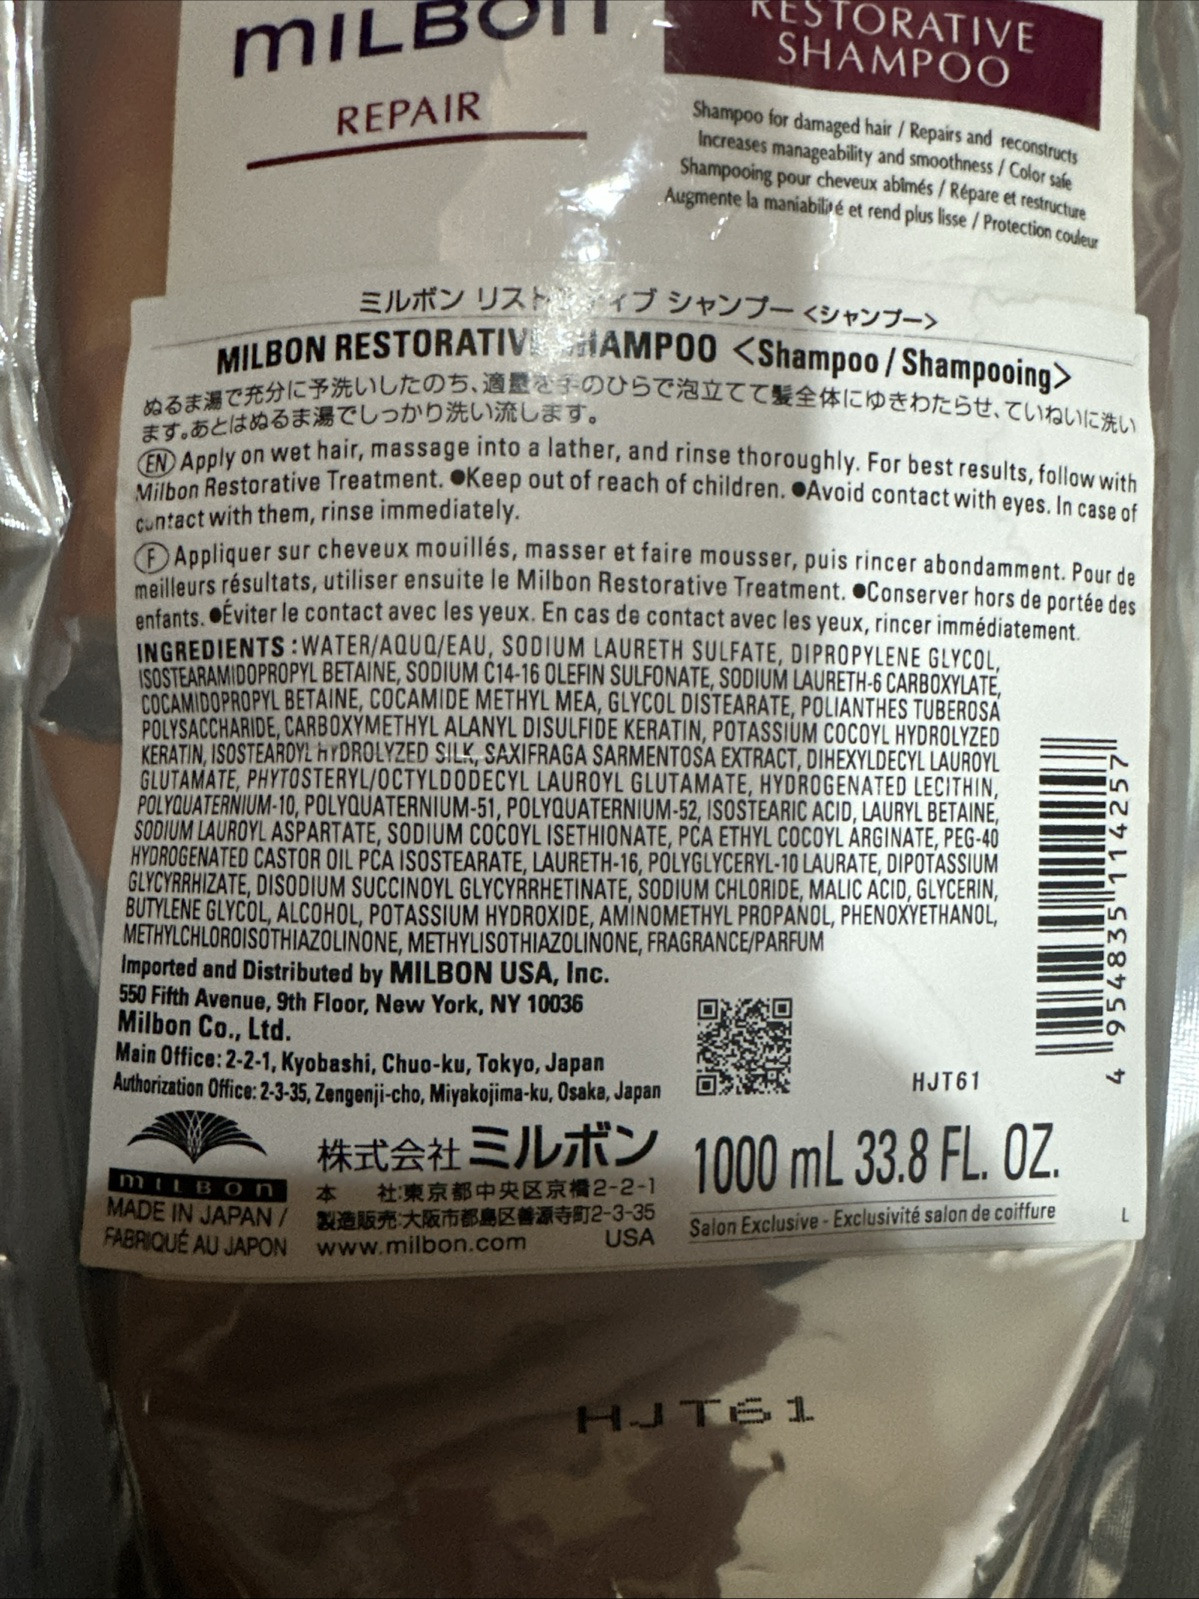 MILBON
REPAIR
RESTORATIVE
SHAMPOO
Shampoo for damaged hair / Repairs and reconstructs
Increases manageability and smoothness / Color safe
Shampooing pour cheveux abîmés / Répare et restructure
Augmente la maniabilité et rend plus lisse / Protection couleur
ミルボン リスト ィブ シャンプー <シャンプー>
MILBON RESTORATIV HAMPOO <Shampoo / Shampooing>
ぬるま湯で充分に予洗いしたのち、適量を手のひらで泡立てて髪全体にゆきわたらせ、ていねいに洗い
ます。あとはぬるま湯でしっかり洗い流します。
EN Apply on wet hair, massage into a lather, and rinse thoroughly. For best results, follow with
Milbon Restorative Treatment. ●Keep out of reach of children. ●Avoid contact with eyes. In case of
contact with them, rinse immediately.
F Appliquer sur cheveux mouillés, masser et faire mousser, puis rincer abondamment. Pour de
meilleurs résultats, utiliser ensuite le Milbon Restorative Treatment. ●Conserver hors de portée des
enfants. ●Éviter le contact avec les yeux. En cas de contact avec les yeux, rincer immédiatement.
INGREDIENTS : WATER/AQUA/EAU, SODIUM LAURETH SULFATE, DIPROPYLENE GLYCOL,
ISOSTEARAMIDOPROPYL BETAINE, SODIUM C14-16 OLEFIN SULFONATE, SODIUM LAURETH-6 CARBOXYLATE,
COCAMIDOPROPYL BETAINE, COCAMIDE METHYL MEA, GLYCOL DISTEARATE, POLIANTHES TUBEROSA
POLYSACCHARIDE, CARBOXYMETHYL ALANYL DISULFIDE KERATIN, POTASSIUM COCOYL HYDROLYZED
KERATIN, ISOSTEAROYL HYDROLYZED SILK, SAXIFRAGA SARMENTOSA EXTRACT, DIHEXYLDECYL LAUROYL
GLUTAMATE, PHYTOSTERYL/OCTYLDODECYL LAUROYL GLUTAMATE, HYDROGENATED LECITHIN,
POLYQUATERNIUM-10, POLYQUATERNIUM-51, POLYQUATERNIUM-52, ISOSTEARIC ACID, LAURYL BETAINE,
SODIUM LAUROYL ASPARTATE, SODIUM COCOYL ISETHIONATE, PCA ETHYL COCOYL ARGINATE, PEG-40
HYDROGENATED CASTOR OIL PCA ISOSTEARATE, LAURETH-16, POLYGLYCERYL-10 LAURATE, DIPOTASSIUM
GLYCYRRHIZATE, DISODIUM SUCCINOYL GLYCYRRHETINATE, SODIUM CHLORIDE, MALIC ACID, GLYCERIN,
BUTYLENE GLYCOL, ALCOHOL, POTASSIUM HYDROXIDE, AMINOMETHYL PROPANOL, PHENOXYETHANOL,
METHYLCHLOROISOTHIAZOLINONE, METHYLISOTHIAZOLINONE, FRAGRANCE/PARFUM
Imported and Distributed by MILBON USA, Inc.
550 Fifth Avenue, 9th Floor, New York, NY 10036
Milbon Co., Ltd.
Main Office: 2-2-1, Kyobashi, Chuo-ku, Tokyo, Japan
Authorization Office: 2-3-35, Zengenji-cho, Miyakojima-ku, Osaka, Japan
HJT61
4 954835 114257
MILBON
MADE IN JAPAN /
FABRIQUÉ AU JAPON
株式会社 ミルボン
本 社:東京都中央区京橋2-2-1
製造販売:大阪市都島区善源寺町2-3-35
www.milbon.com USA
1000 mL 33.8 FL. OZ.
Salon Exclusive - Exclusivité salon de coiffure
L
HJT61